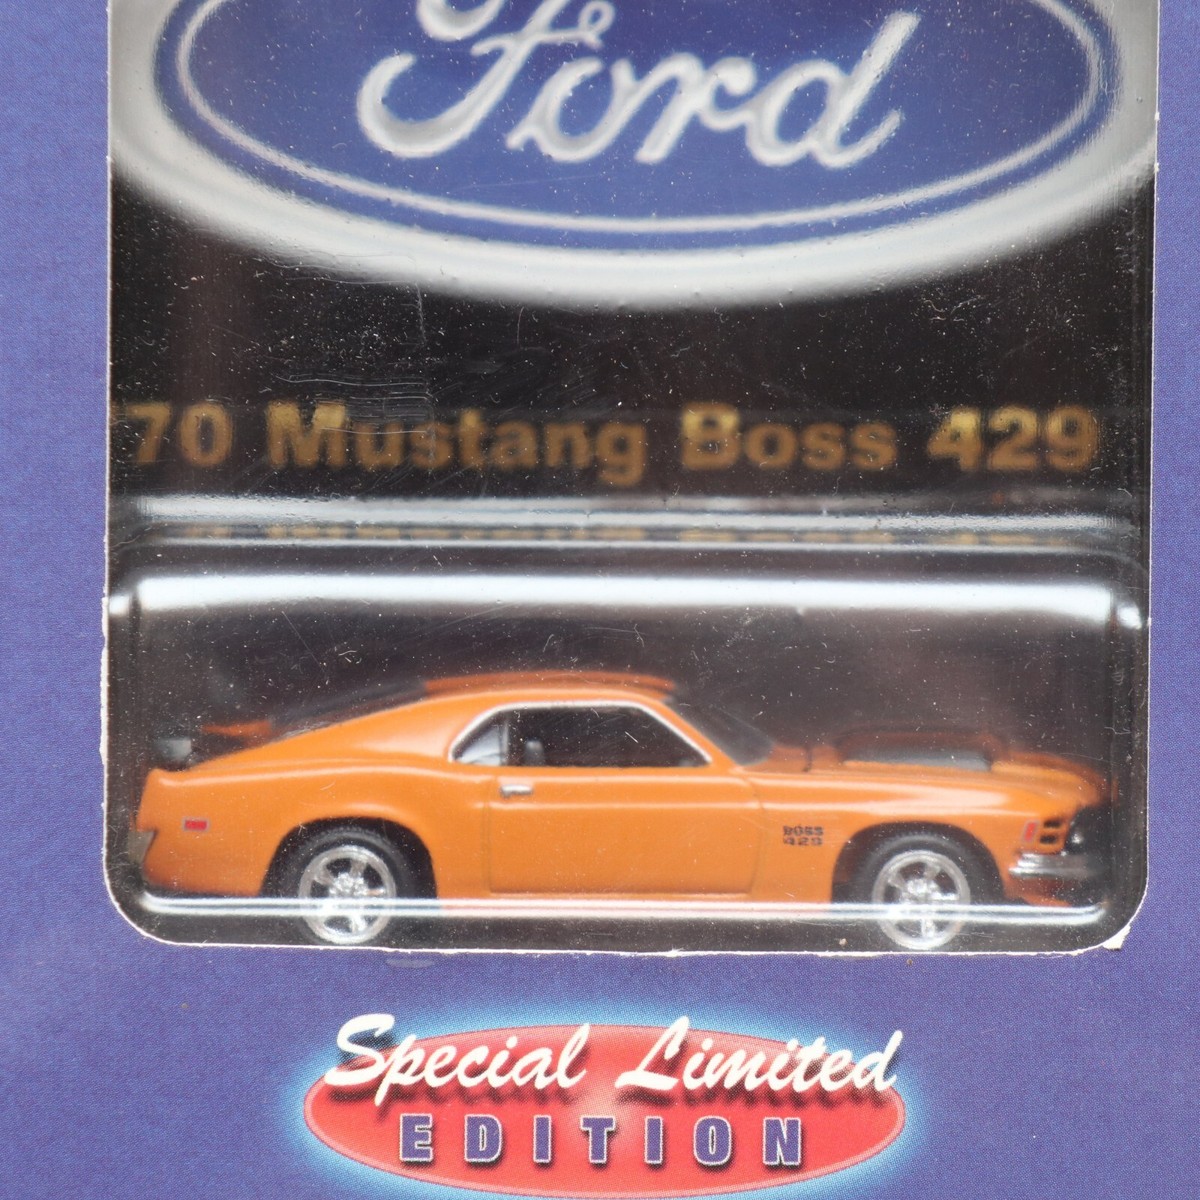 Ford
'70 Mustang Boss 429
BOSS
429
Special Limited
EDITION